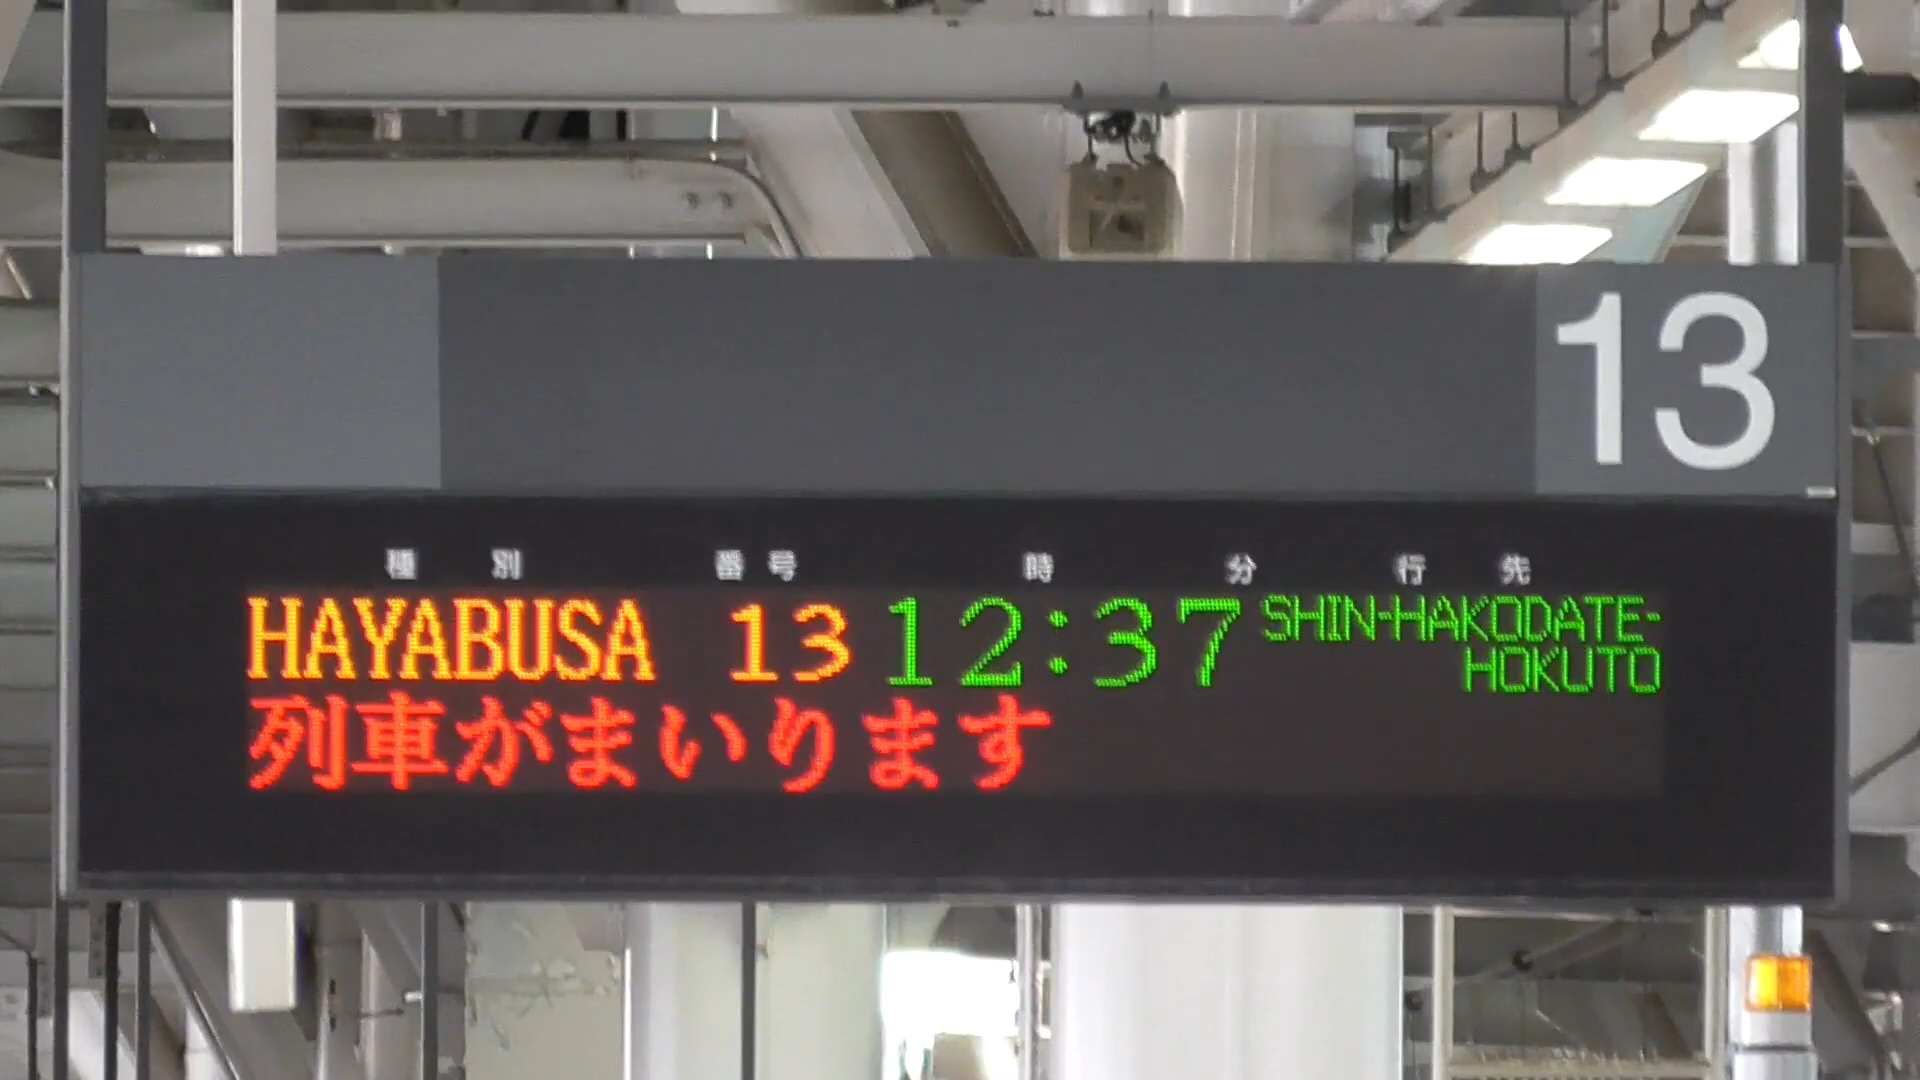 13
種別 番号 時 分 行先
HAYABUSA 13 12:37 SHIN-HAKODATE-
HOKUTO
列車がまいります